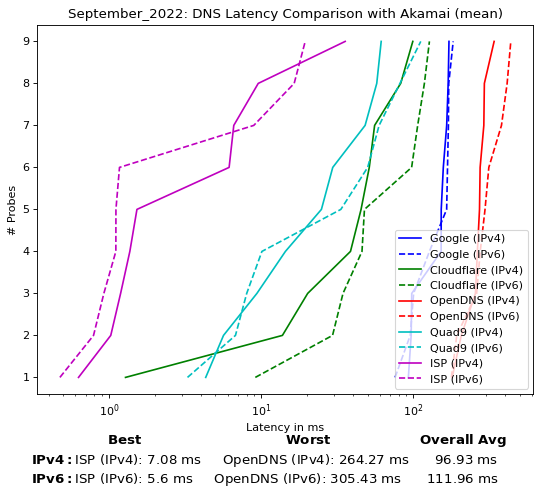 September_2022: DNS Latency Comparison with Akamai (mean)
# Probes
9
8
7
6
5
4
3
2
1
Google (IPv4)
Google (IPv6)
Cloudflare (IPv4)
Cloudflare (IPv6)
OpenDNS (IPv4)
OpenDNS (IPv6)
Quad9 (IPv4)
Quad9 (IPv6)
ISP (IPv4)
ISP (IPv6)
10⁰ 10¹ 10²
Latency in ms
Best Worst Overall Avg
IPv4: ISP (IPv4): 7.08 ms OpenDNS (IPv4): 264.27 ms 96.93 ms
IPv6: ISP (IPv6): 5.6 ms OpenDNS (IPv6): 305.43 ms 111.96 ms